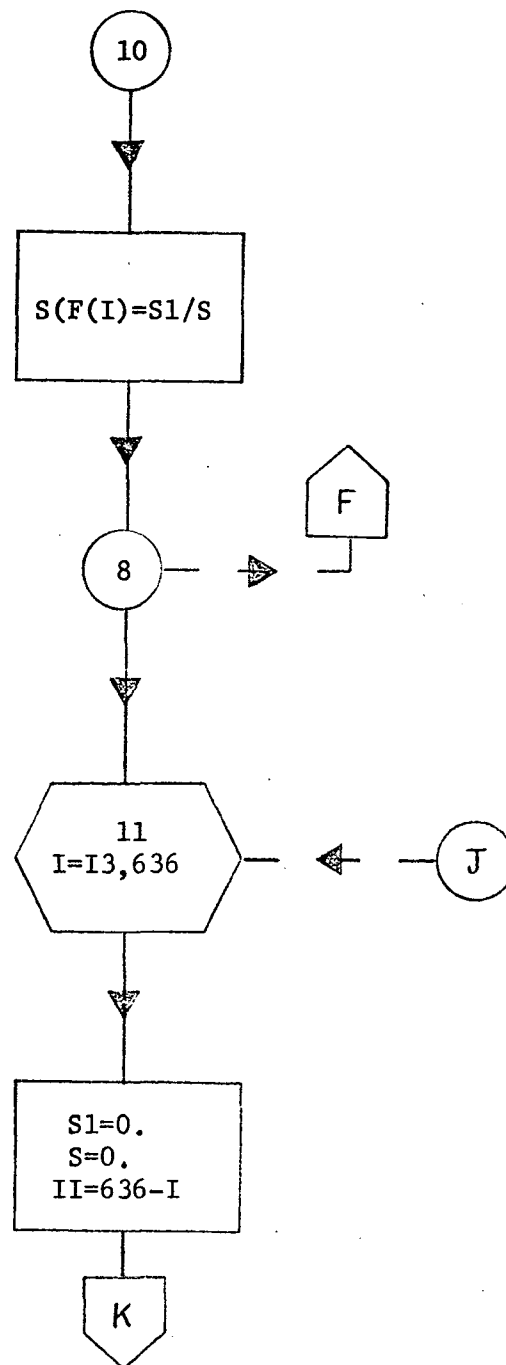 10
S(F(I)=S1/S
F
8
11
I=I3,636
J
S1=0.
S=0.
II=636-I
K